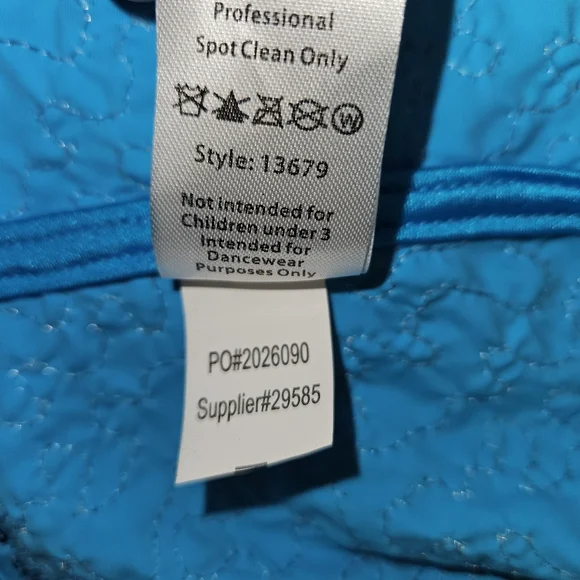 Professional
Spot Clean Only
W
Style: 13679
Not intended for
Children under 3
Intended for
Dancewear
Purposes Only
PO#2026090
Supplier#29585